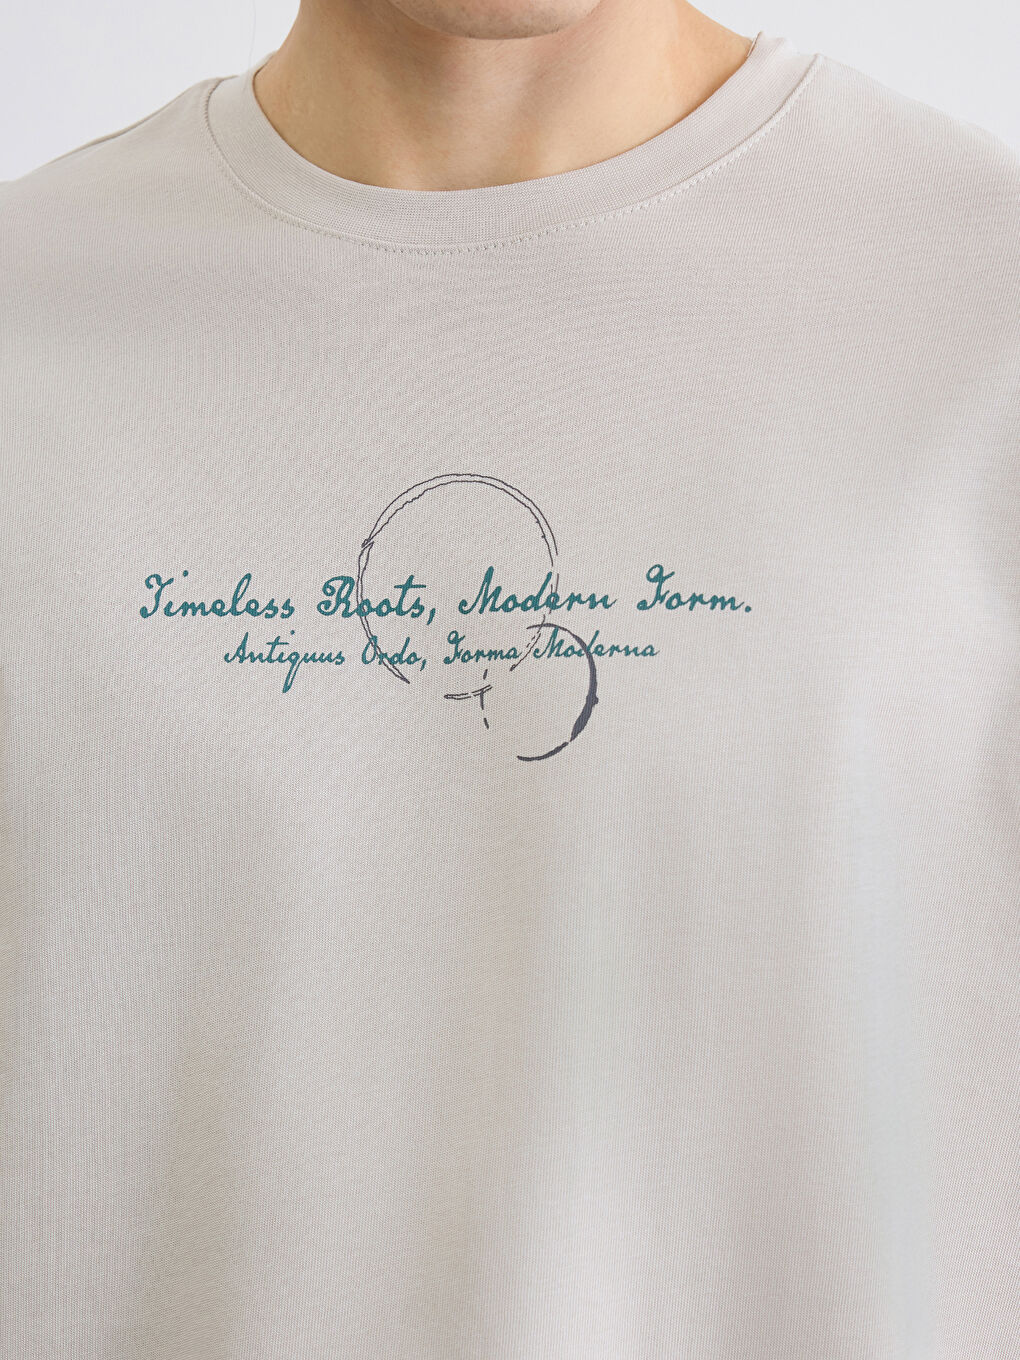 Timeless Roots, Modern Form.
Antiquus Ordo, Forma Moderna